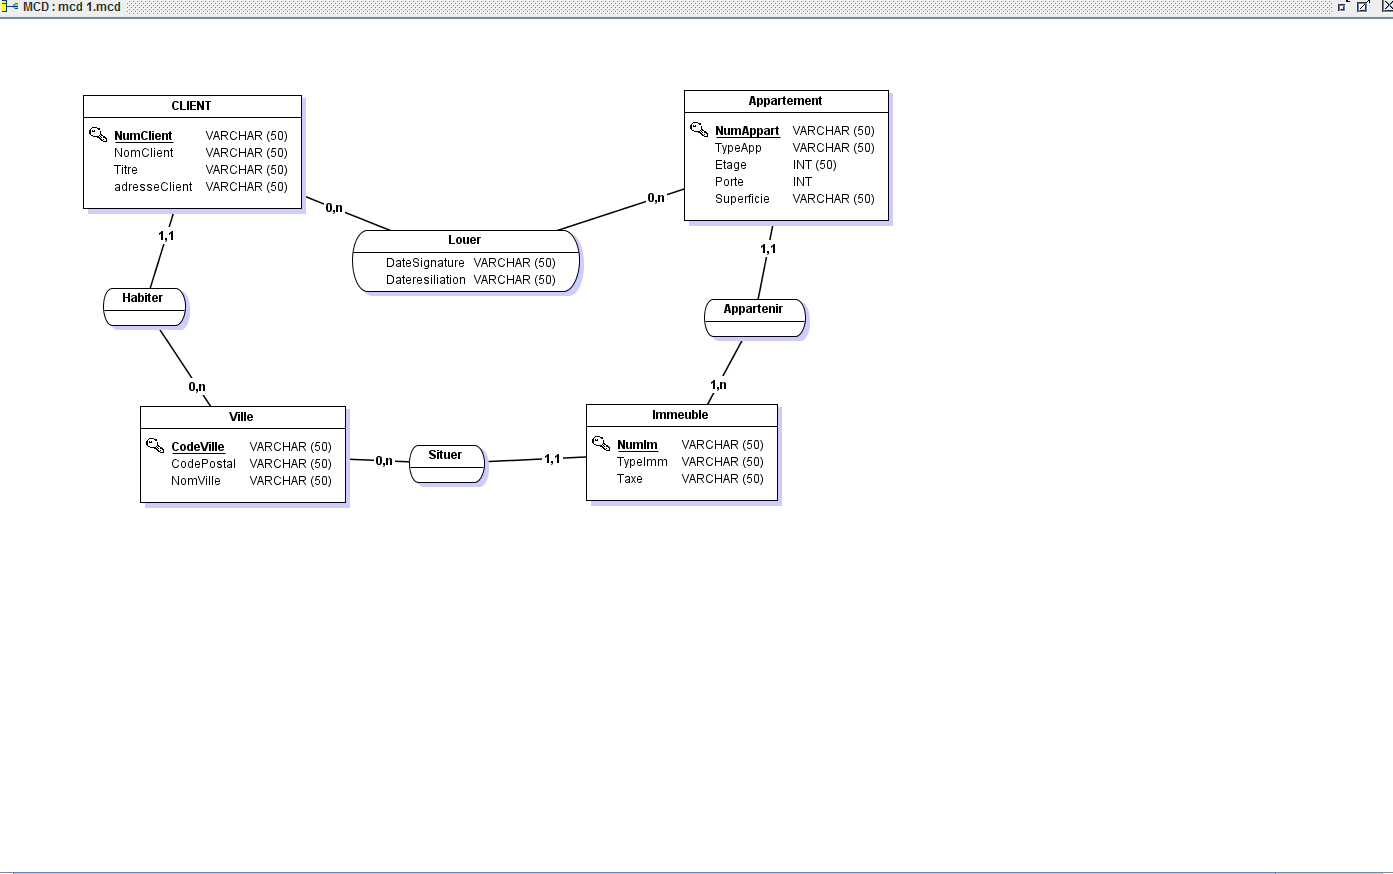 MCD : mcd 1.mcd
CLIENT
NumClient VARCHAR (50)
NomClient VARCHAR (50)
Titre VARCHAR (50)
adresseClient VARCHAR (50)
Appartement
NumAppart VARCHAR (50)
TypeApp VARCHAR (50)
Etage INT (50)
Porte INT
Superficie VARCHAR (50)
0,n
0,n
Louer
DateSignature VARCHAR (50)
Dateresiliation VARCHAR (50)
1,1
1,1
Habiter
Appartenir
0,n
1,n
Ville
CodeVille VARCHAR (50)
CodePostal VARCHAR (50)
NomVille VARCHAR (50)
0,n
Situer
1,1
Immeuble
NumIm VARCHAR (50)
TypeImm VARCHAR (50)
Taxe VARCHAR (50)